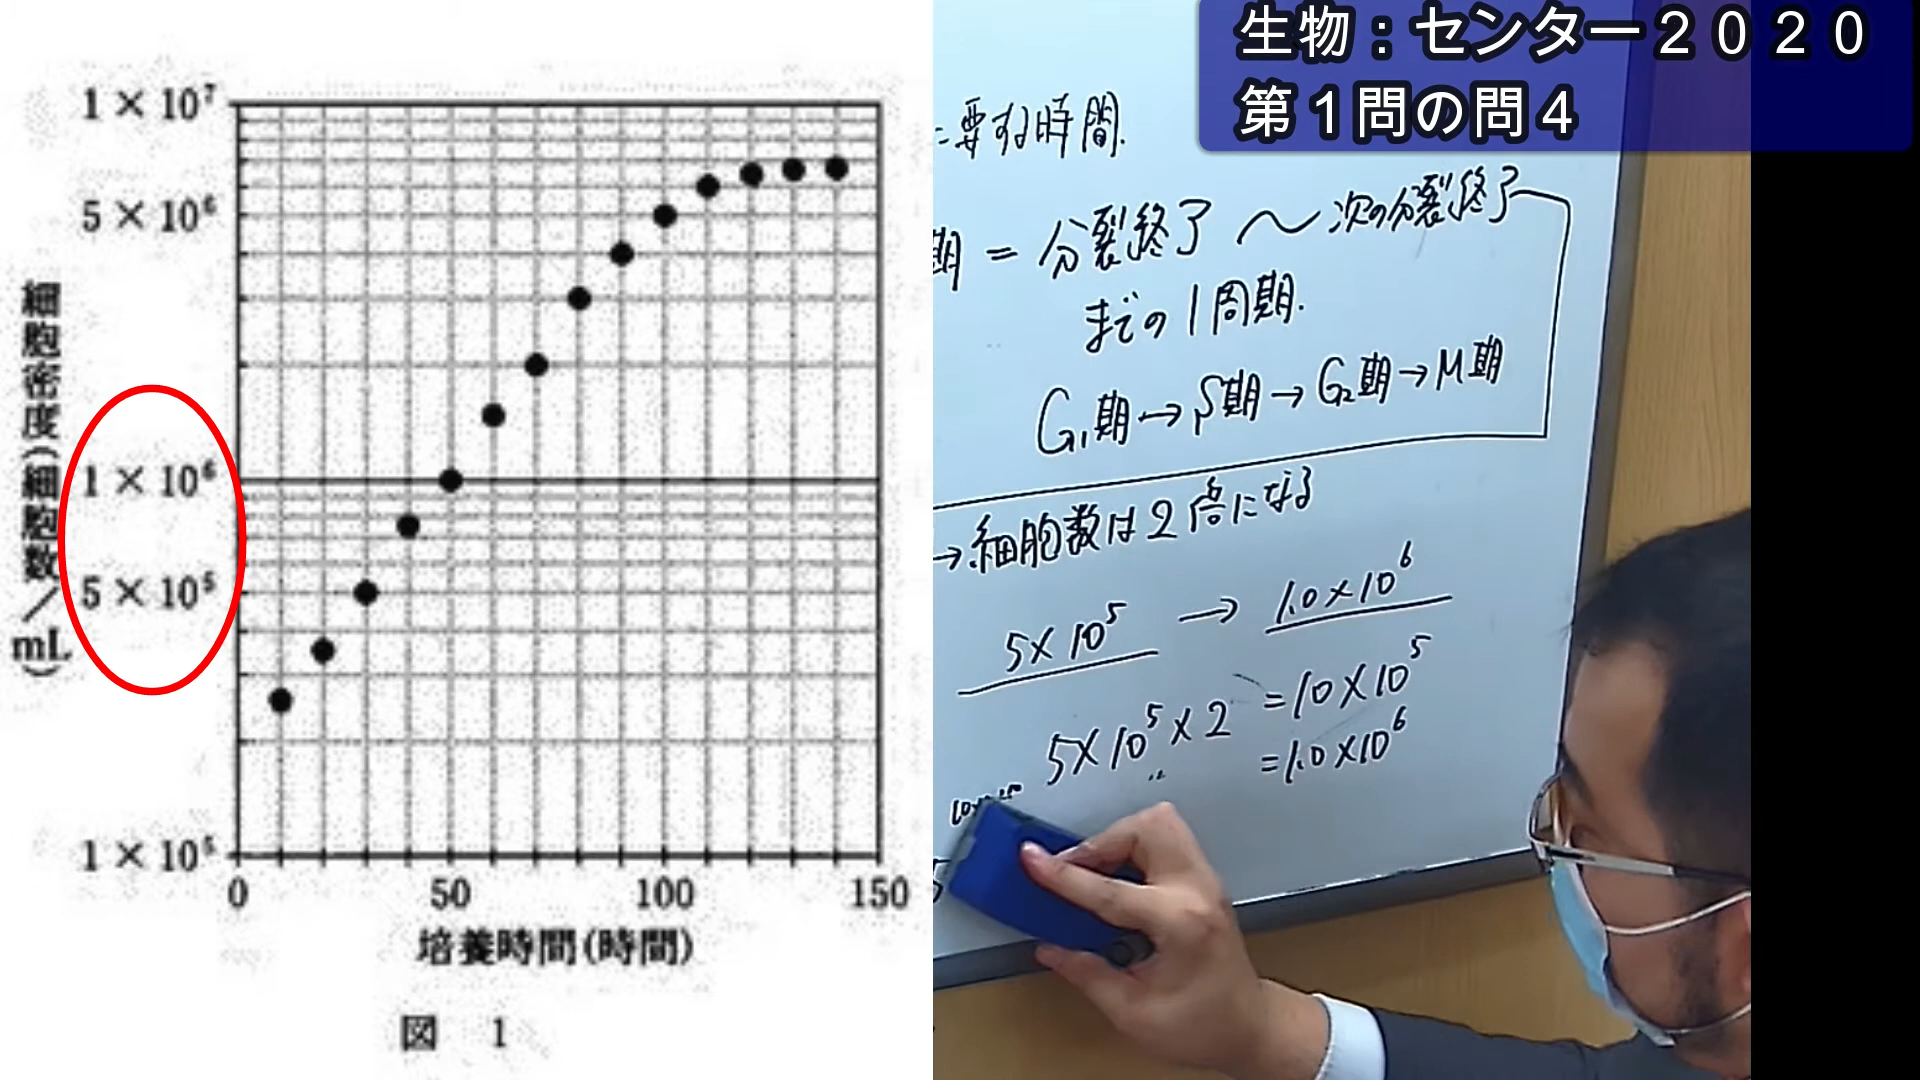 生物：センター２０２０
第１問の問４
1×10⁷
5×10⁶
1×10⁶
5×10⁵
1×10⁵
細胞密度(細胞数／mL)
0 50 100 150
培養時間(時間)
図 1
要する時間.
期 = 分裂終了 〜 次の分裂終了
までの1周期.
G₁期→S期→G₂期→M期
→細胞数は2倍になる
5×10⁵ → 1.0×10⁶
5×10⁵×2 =10×10⁵
=1.0×10⁶